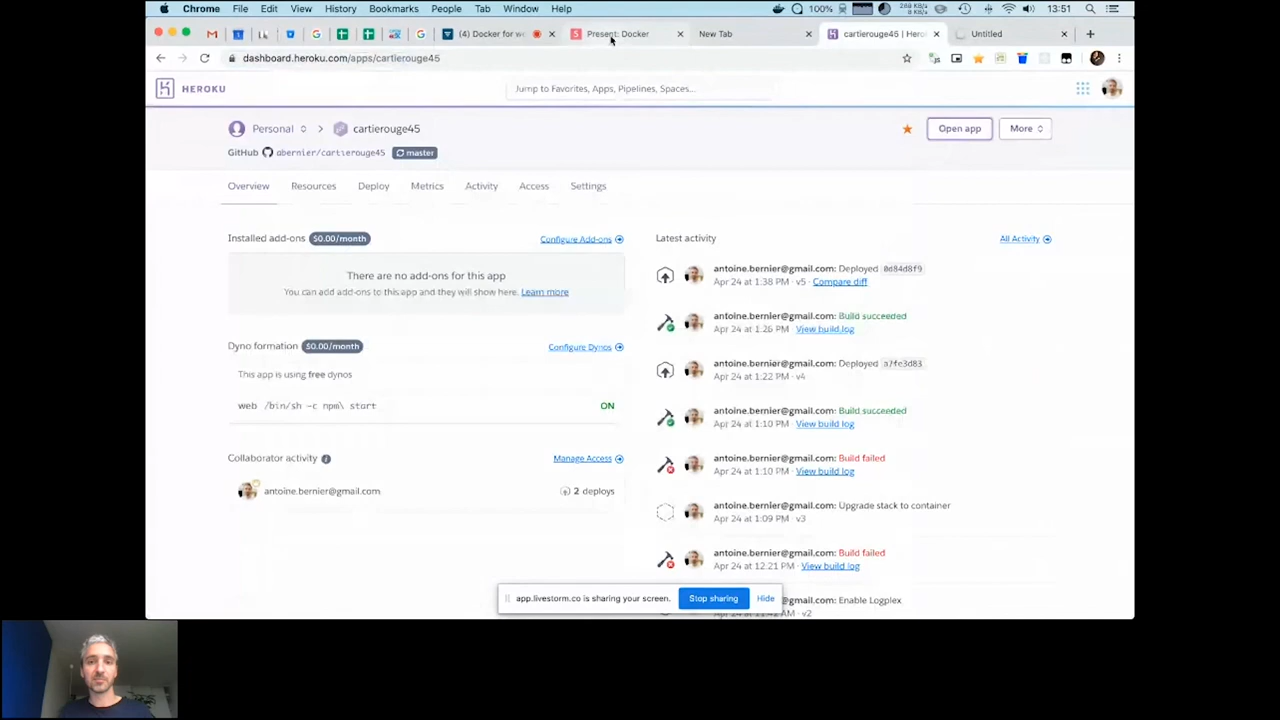 Chrome File Edit View History Bookmarks People Tab Window Help 100% 13:51
(4) Docker for w
Present: Docker
New Tab
cartierouge45 | Hero
Untitled
dashboard.heroku.com/apps/cartierouge45
HEROKU
Jump to Favorites, Apps, Pipelines, Spaces...
Personal
cartierouge45
Open app
More
GitHub abernier/cartierouge45 master
Overview Resources Deploy Metrics Activity Access Settings
Installed add-ons $0.00/month
Configure Add-ons
There are no add-ons for this app
You can add add-ons to this app and they will show here. Learn more
Dyno formation $0.00/month
Configure Dynos
This app is using free dynos
web /bin/sh -c npm\ start
ON
Collaborator activity
Manage Access
antoine.bernier@gmail.com
2 deploys
Latest activity
All Activity
antoine.bernier@gmail.com: Deployed 0d84d8f9
Apr 24 at 1:38 PM · v5 · Compare diff
antoine.bernier@gmail.com: Build succeeded
Apr 24 at 1:26 PM · View build log
antoine.bernier@gmail.com: Deployed a7fe3d83
Apr 24 at 1:22 PM · v4
antoine.bernier@gmail.com: Build succeeded
Apr 24 at 1:10 PM · View build log
antoine.bernier@gmail.com: Build failed
Apr 24 at 1:10 PM · View build log
antoine.bernier@gmail.com: Upgrade stack to container
Apr 24 at 1:09 PM · v3
antoine.bernier@gmail.com: Build failed
Apr 24 at 12:21 PM · View build log
@gmail.com: Enable Logplex
app.livestorm.co is sharing your screen.
Stop sharing
Hide